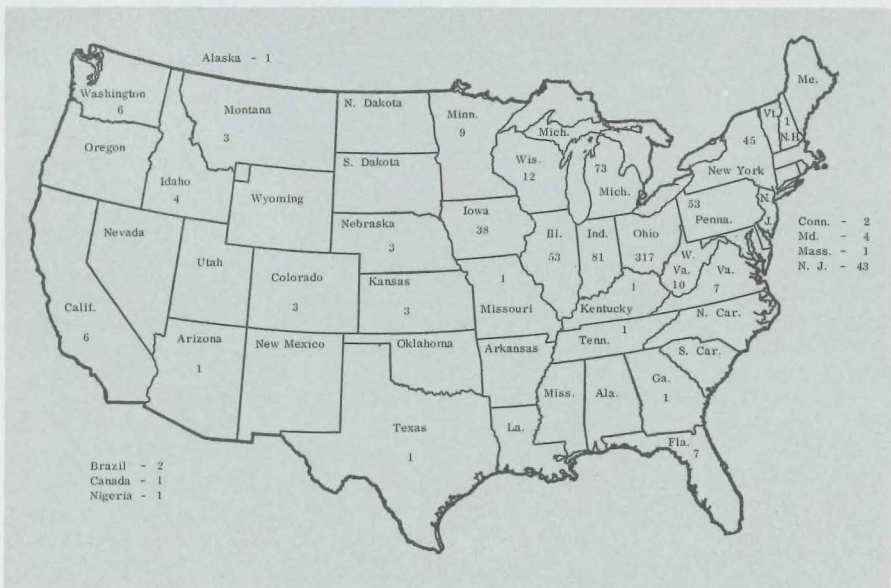 Alaska - 1
Washington
6
Oregon
Idaho
4
Montana
3
Wyoming
N. Dakota
S. Dakota
Minn.
9
Wis.
12
Mich.
73
Mich.
Me.
Vt.
1
N.H.
45
New York
53
Penna.
N.
J.
Conn. - 2
Md. - 4
Mass. - 1
N. J. - 43
Nevada
Utah
Colorado
3
Nebraska
3
Kansas
3
Iowa
38
Ill.
53
Ind.
81
Ohio
317
W.
Va.
10
Va.
7
1
Missouri
1
Kentucky
Calif.
6
Arizona
1
New Mexico
Oklahoma
Arkansas
1
Tenn.
N. Car.
S. Car.
Texas
1
La.
Miss.
Ala.
Ga.
1
Fla.
7
Brazil - 2
Canada - 1
Nigeria - 1